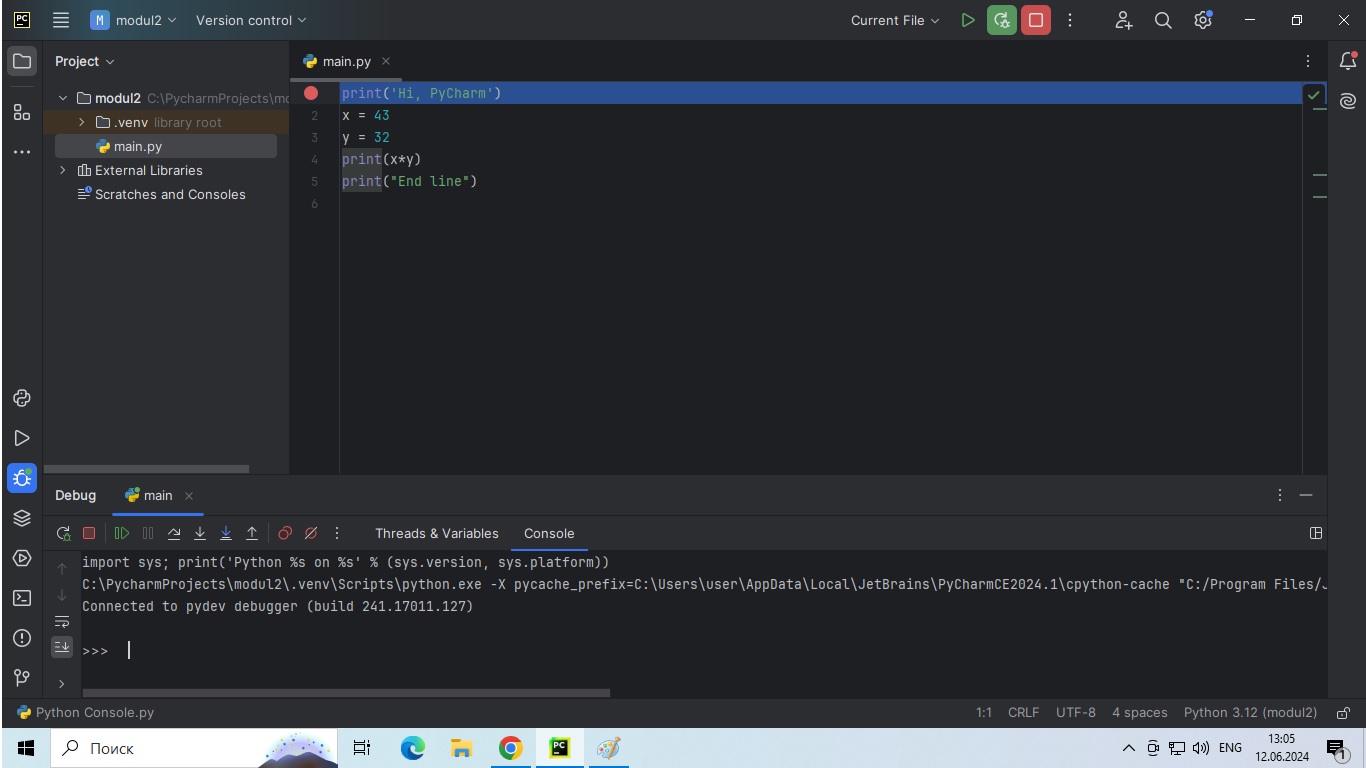 PC M modul2 Version control Current File
Project main.py
modul2 C:\PycharmProjects\mo
.venv library root
main.py
External Libraries
Scratches and Consoles
print('Hi, PyCharm')
2 x = 43
3 y = 32
4 print(x*y)
5 print("End line")
6
Debug main
Threads & Variables Console
import sys; print('Python %s on %s' % (sys.version, sys.platform))
C:\PycharmProjects\modul2\.venv\Scripts\python.exe -X pycache_prefix=C:\Users\user\AppData\Local\JetBrains\PyCharmCE2024.1\cpython-cache "C:/Program Files/J
Connected to pydev debugger (build 241.17011.127)
>>>
Python Console.py 1:1 CRLF UTF-8 4 spaces Python 3.12 (modul2)
Поиск PC ENG 13:05
12.06.2024 1